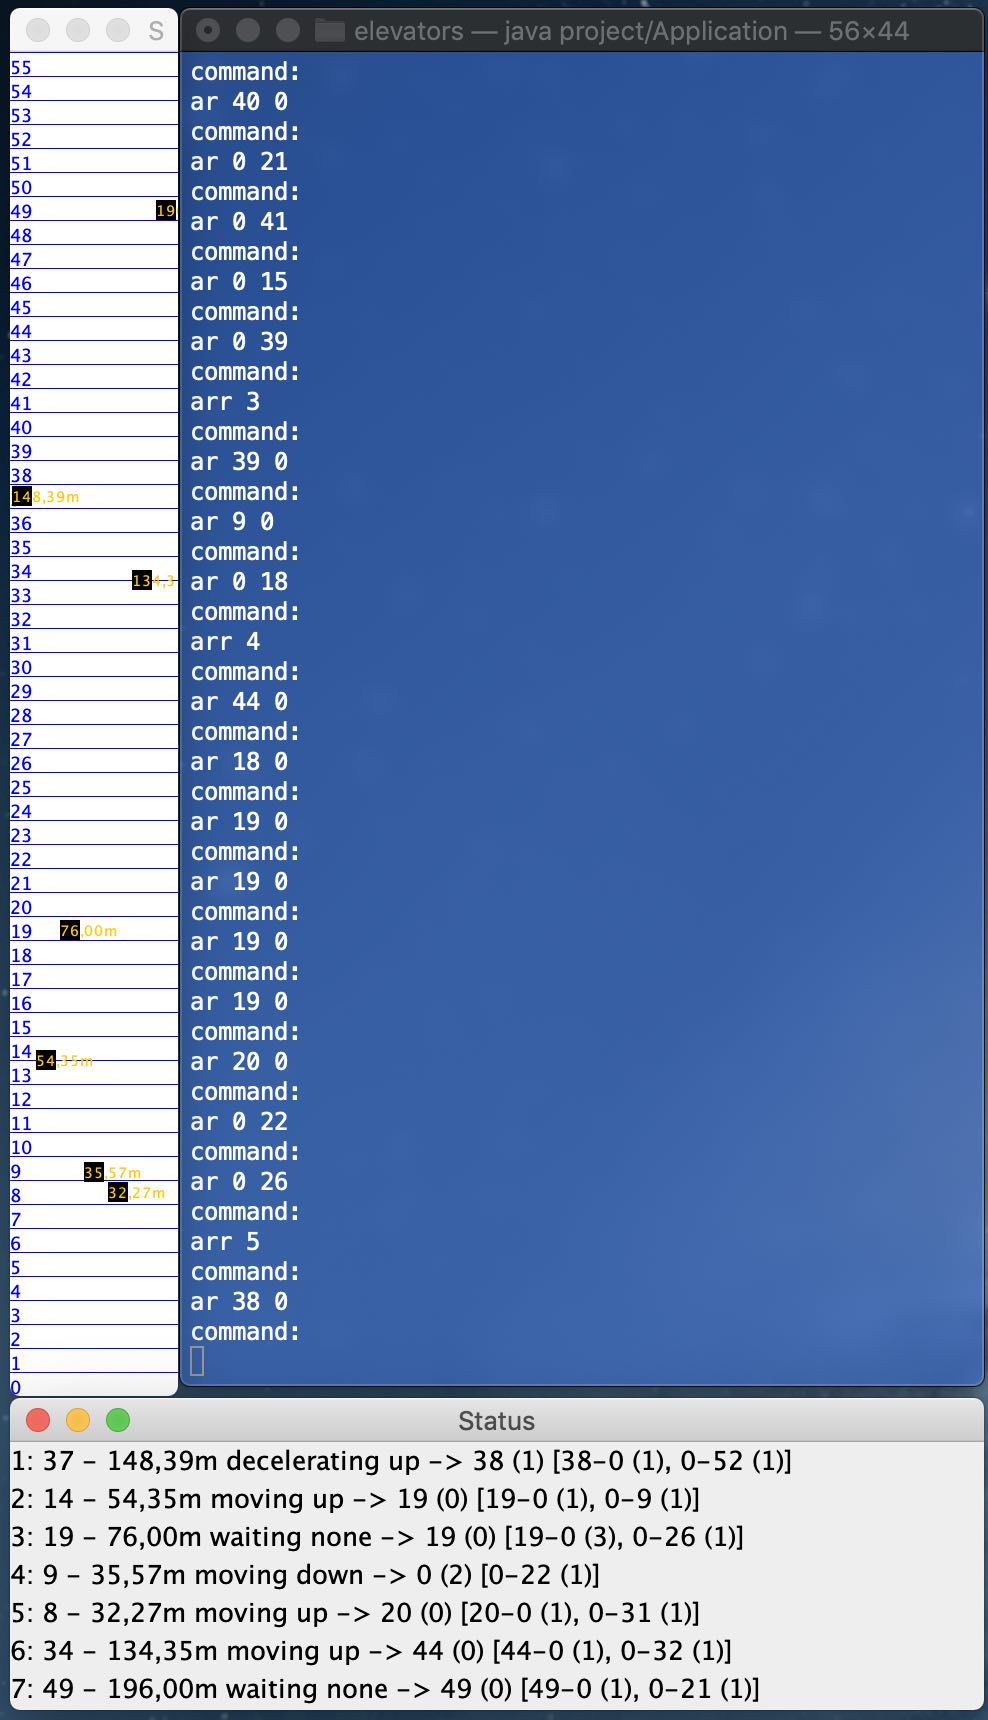 S
elevators — java project/Application — 56×44
55
54
53
52
51
50
49 19
48
47
46
45
44
43
42
41
40
39
38
148,39m
36
35
34
134,3
33
32
31
30
29
28
27
26
25
24
23
22
21
20
19 76,00m
18
17
16
15
14
54,35m
13
12
11
10
9 35,57m
8 32,27m
7
6
5
4
3
2
1
0
command:
ar 40 0
command:
ar 0 21
command:
ar 0 41
command:
ar 0 15
command:
ar 0 39
command:
arr 3
command:
ar 39 0
command:
ar 9 0
command:
ar 0 18
command:
arr 4
command:
ar 44 0
command:
ar 18 0
command:
ar 19 0
command:
ar 19 0
command:
ar 19 0
command:
ar 19 0
command:
ar 20 0
command:
ar 0 22
command:
ar 0 26
command:
arr 5
command:
ar 38 0
command:
Status
1: 37 – 148,39m decelerating up –> 38 (1) [38–0 (1), 0–52 (1)]
2: 14 – 54,35m moving up –> 19 (0) [19–0 (1), 0–9 (1)]
3: 19 – 76,00m waiting none –> 19 (0) [19–0 (3), 0–26 (1)]
4: 9 – 35,57m moving down –> 0 (2) [0–22 (1)]
5: 8 – 32,27m moving up –> 20 (0) [20–0 (1), 0–31 (1)]
6: 34 – 134,35m moving up –> 44 (0) [44–0 (1), 0–32 (1)]
7: 49 – 196,00m waiting none –> 49 (0) [49–0 (1), 0–21 (1)]